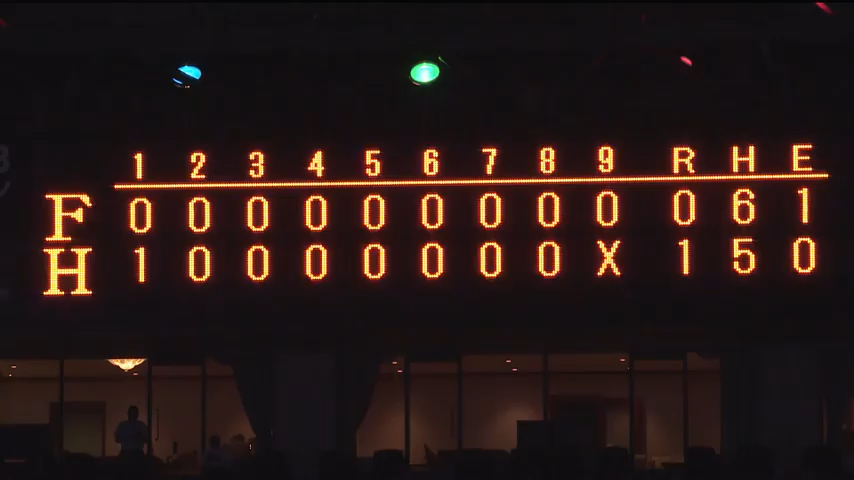 1 2 3 4 5 6 7 8 9 R H E
F 0 0 0 0 0 0 0 0 0 0 6 1
H 1 0 0 0 0 0 0 0 X 1 5 0